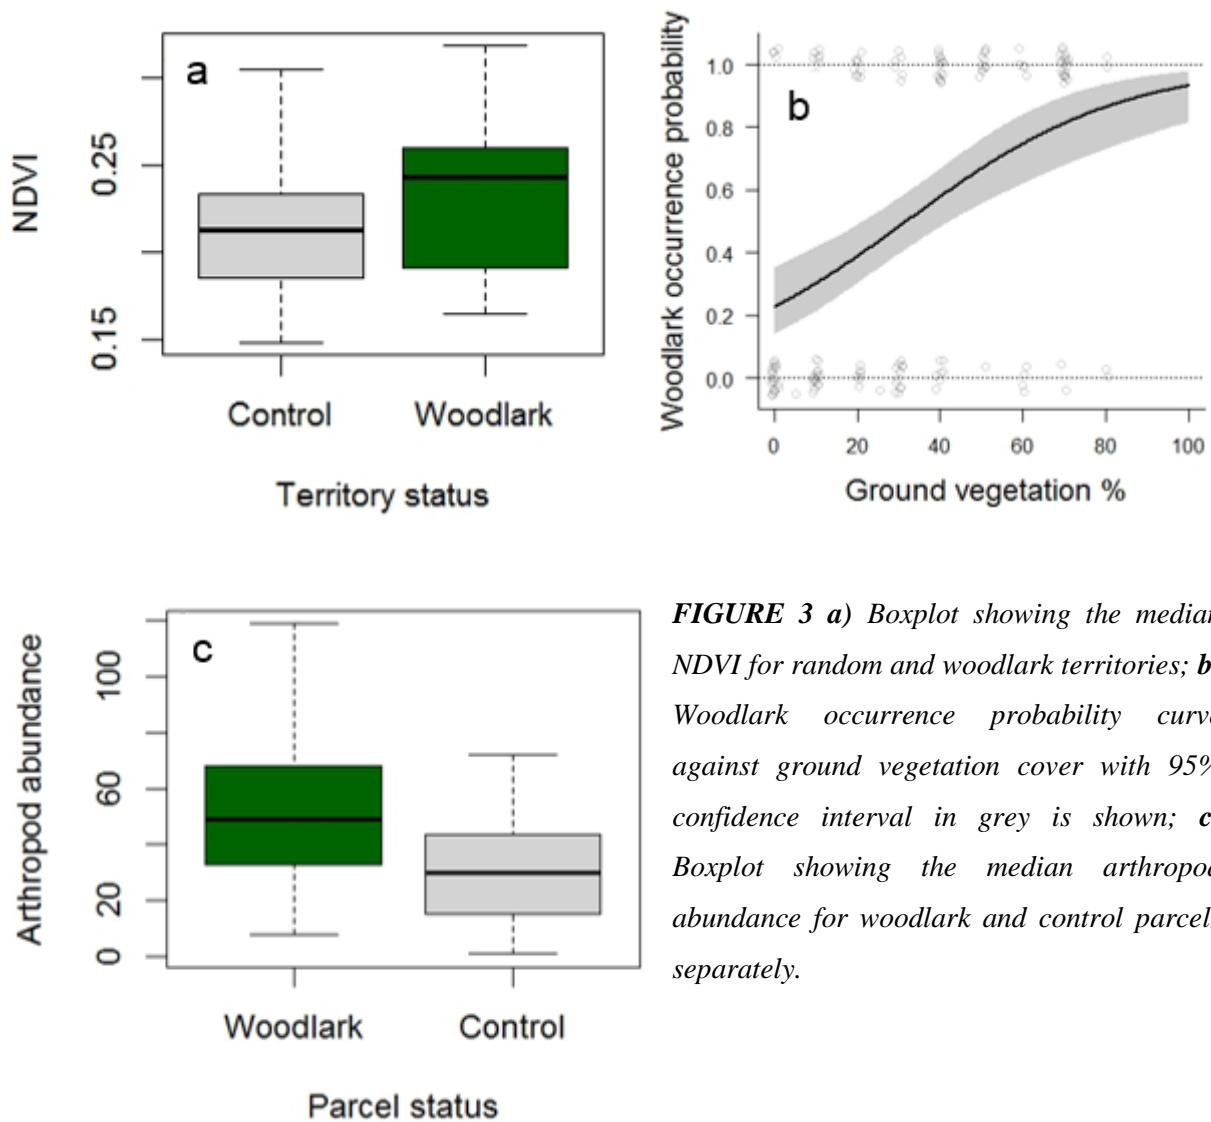 a
NDVI
0.25
0.15
Control Woodlark
Territory status
b
Woodlark occurrence probability
1.0
0.8
0.6
0.4
0.2
0.0
0 20 40 60 80 100
Ground vegetation %
c
Arthropod abundance
100
60
20
0
Woodlark Control
Parcel status
FIGURE 3 a) Boxplot showing the median
NDVI for random and woodlark territories; b
Woodlark occurrence probability curv
against ground vegetation cover with 95%
confidence interval in grey is shown; c
Boxplot showing the median arthropod
abundance for woodlark and control parcel
separately.